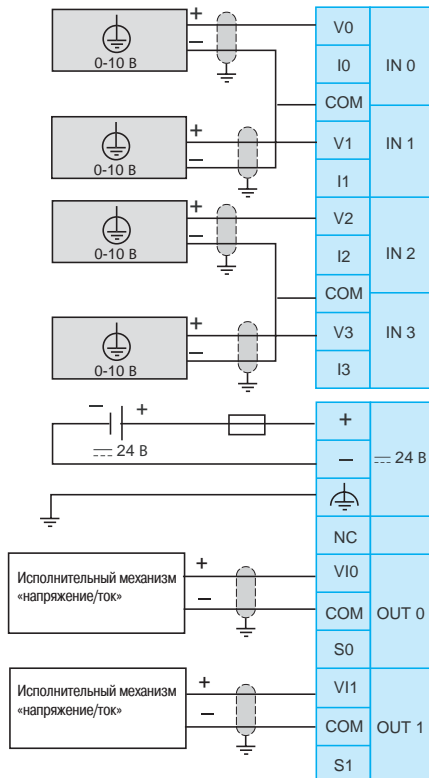 + V0
0-10 В
− I0 IN 0
COM
+ V1 IN 1
0-10 В
− I1
+ V2
0-10 В
− I2 IN 2
COM
+ V3 IN 3
0-10 В
− I3
− + +
24 В
− 24 В
NC
Исполнительный механизм
«напряжение/ток»
+ VI0
− COM OUT 0
S0
Исполнительный механизм
«напряжение/ток»
+ VI1
− COM OUT 1
S1